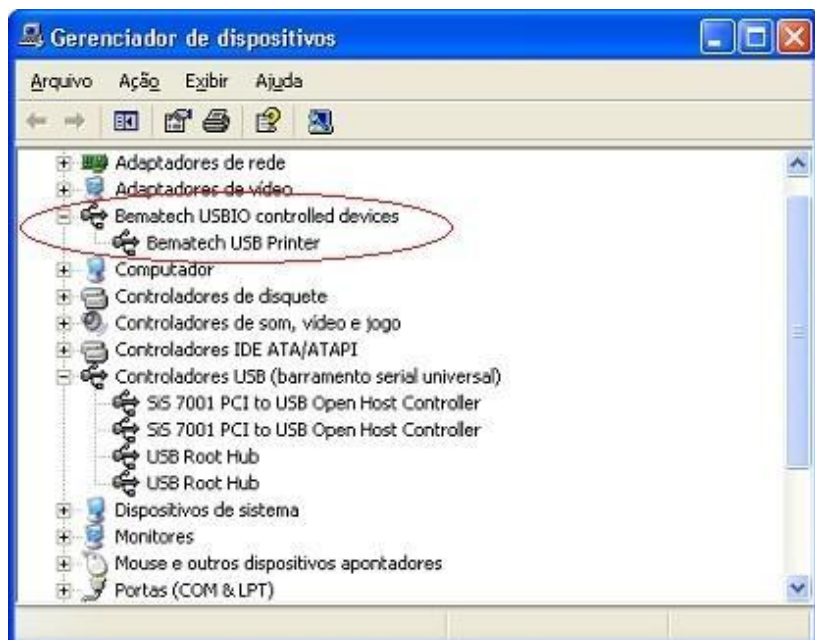 Gerenciador de dispositivos
Arquivo Ação Exibir Ajuda
Adaptadores de rede
Adaptadores de vídeo
Bematech USBIO controlled devices
Bematech USB Printer
Computador
Controladores de disquete
Controladores de som, vídeo e jogo
Controladores IDE ATA/ATAPI
Controladores USB (barramento serial universal)
SiS 7001 PCI to USB Open Host Controller
SiS 7001 PCI to USB Open Host Controller
USB Root Hub
USB Root Hub
Dispositivos de sistema
Monitores
Mouse e outros dispositivos apontadores
Portas (COM & LPT)